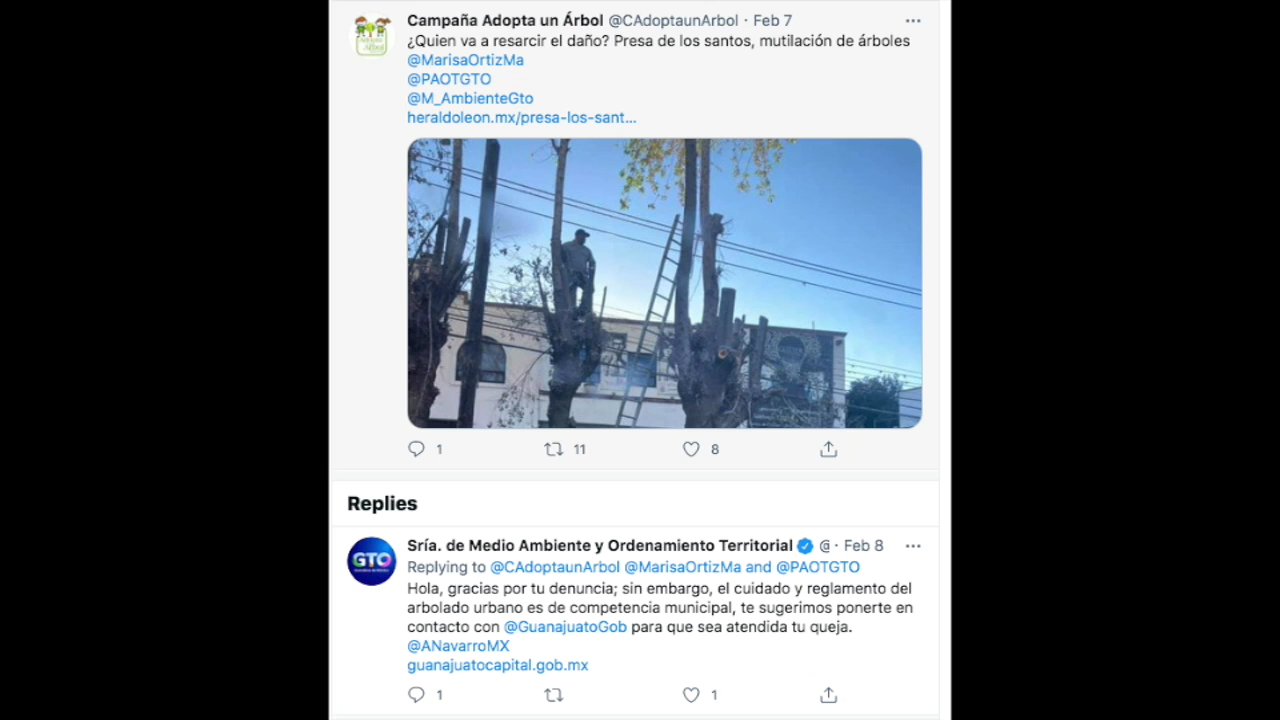 Campaña Adopta un Árbol @CAdoptaunArbol · Feb 7
¿Quien va a resarcir el daño? Presa de los santos, mutilación de árboles
@MarisaOrtizMa
@PAOTGTO
@M_AmbienteGto
heraldoleon.mx/presa-los-sant...
1 11 8
Replies
GTO
Sría. de Medio Ambiente y Ordenamiento Territorial @ · Feb 8
Replying to @CAdoptaunArbol @MarisaOrtizMa and @PAOTGTO
Hola, gracias por tu denuncia; sin embargo, el cuidado y reglamento del
arbolado urbano es de competencia municipal, te sugerimos ponerte en
contacto con @GuanajuatoGob para que sea atendida tu queja.
@ANavarroMX
guanajuatocapital.gob.mx
1 1